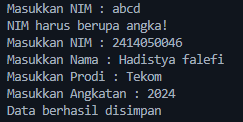 Masukkan NIM : abcd
NIM harus berupa angka!
Masukkan NIM : 2414050046
Masukkan Nama : Hadistya falefi
Masukkan Prodi : Tekom
Masukkan Angkatan : 2024
Data berhasil disimpan